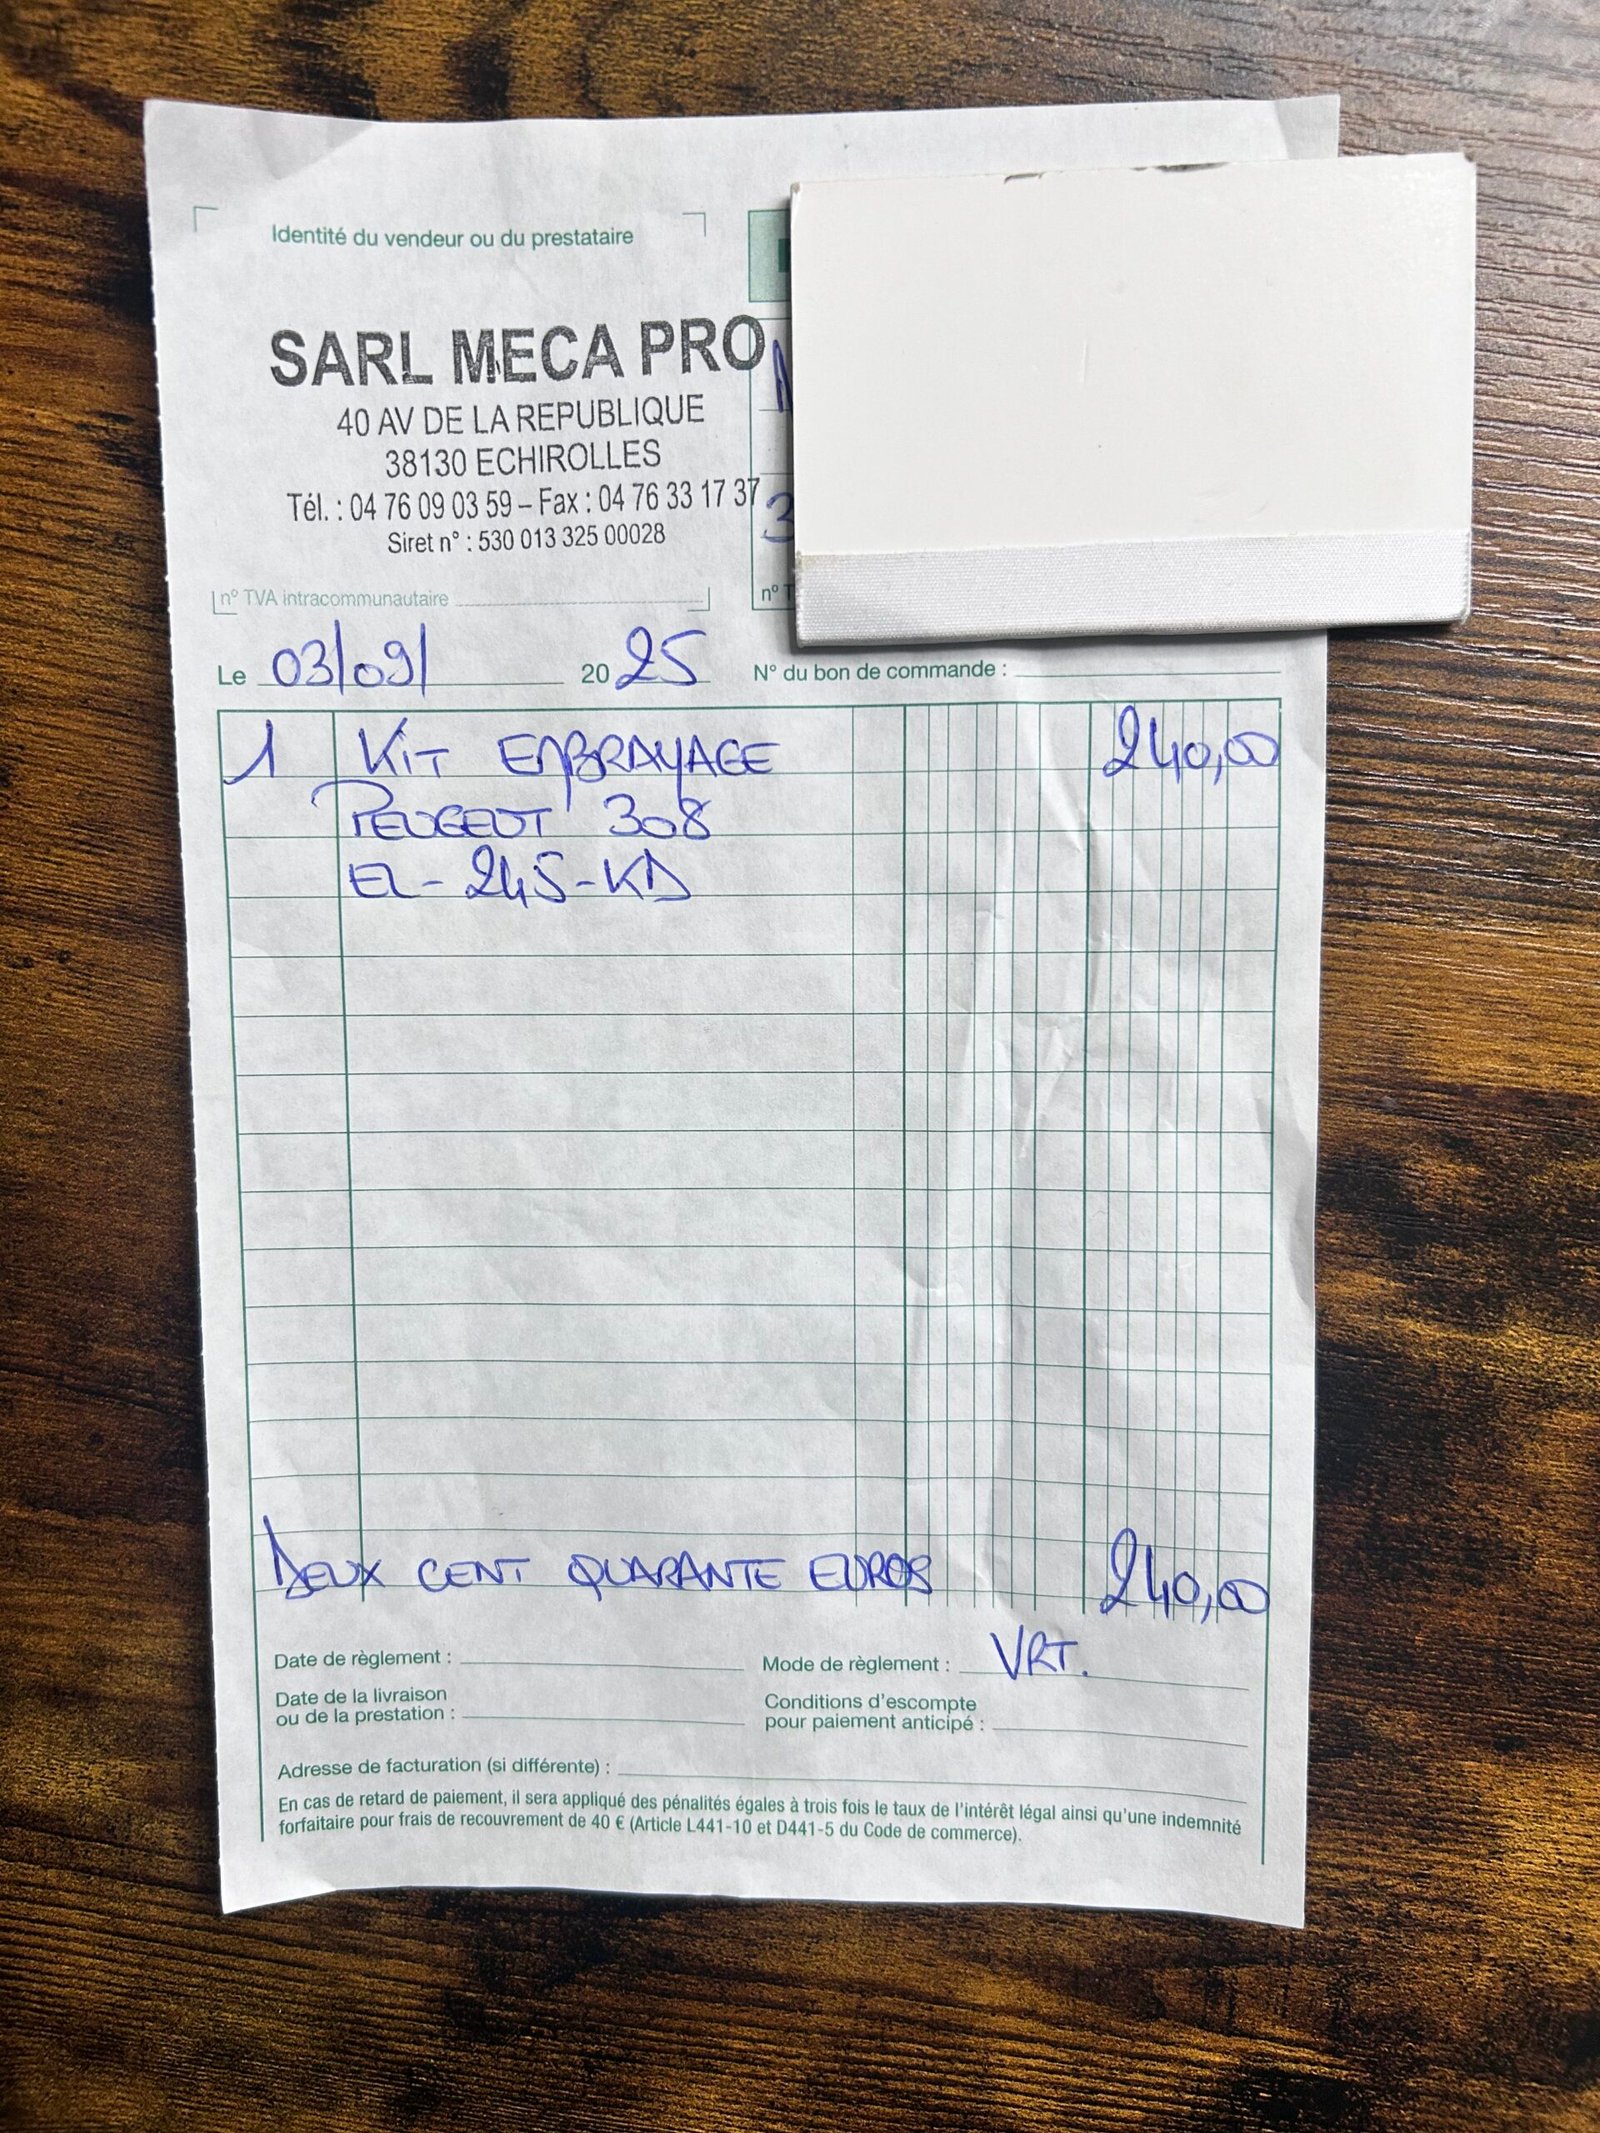 Identité du vendeur ou du prestataire
SARL MECA PRO
40 AV DE LA REPUBLIQUE
38130 ECHIROLLES
Tél. : 04 76 09 03 59 – Fax : 04 76 33 17 37
Siret n° : 530 013 325 00028
n° TVA intracommunautaire
n° T
Le 03/09/ 2025
N° du bon de commande :
1 KIT EMBRAYAGE 240,00
PEUGEOT 308
EL-245-KD
DEUX CENT QUARANTE EUROS 240,00
Date de règlement :
Mode de règlement : VRT.
Date de la livraison
ou de la prestation :
Conditions d'escompte
pour paiement anticipé :
Adresse de facturation (si différente) :
En cas de retard de paiement, il sera appliqué des pénalités égales à trois fois le taux de l'intérêt légal ainsi qu'une indemnité
forfaitaire pour frais de recouvrement de 40 € (Article L441-10 et D441-5 du Code de commerce).